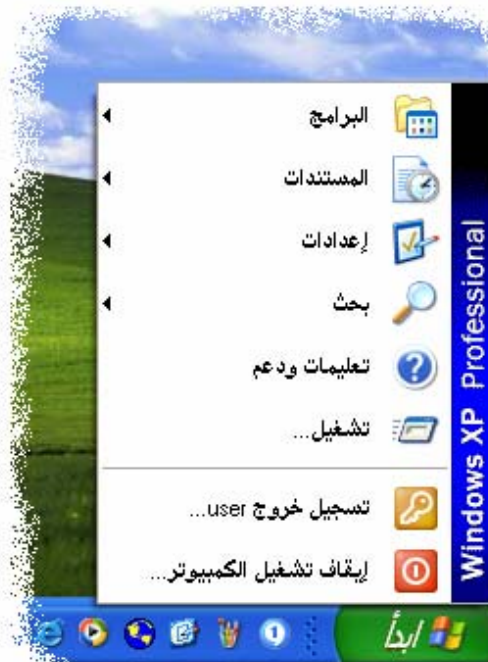 البرامج
المستندات
إعدادات
بحث
تعليمات ودعم
تشغيل...
تسجيل خروج user...
إيقاف تشغيل الكمبيوتر...
Windows XP Professional
ابدأ